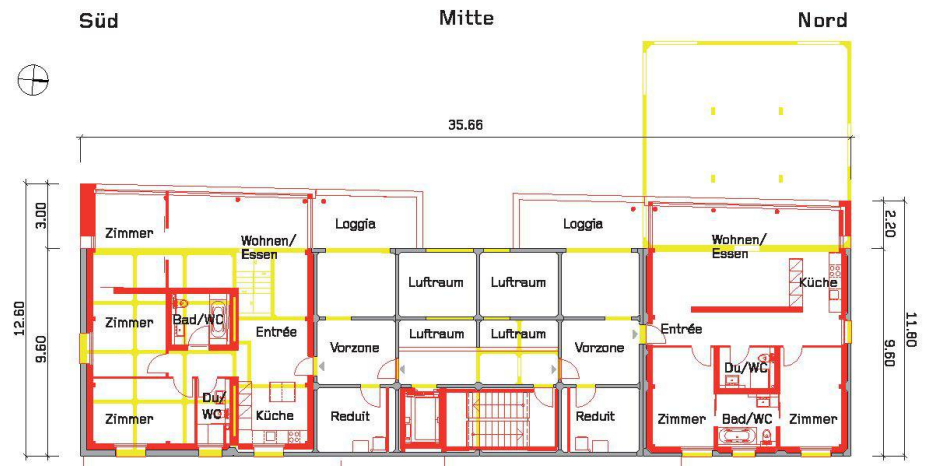 Süd
Mitte
Nord
35.66
3.00
12.60
9.60
2.20
11.80
9.60
Zimmer
Wohnen/
Essen
Loggia
Loggia
Wohnen/
Essen
Luftraum
Luftraum
Küche
Zimmer
Bad/WC
Entrée
Vorzone
Luftraum
Luftraum
Vorzone
Entrée
Du/WC
Zimmer
Du/
WC
Küche
Reduit
Reduit
Zimmer
Bad/WC
Zimmer